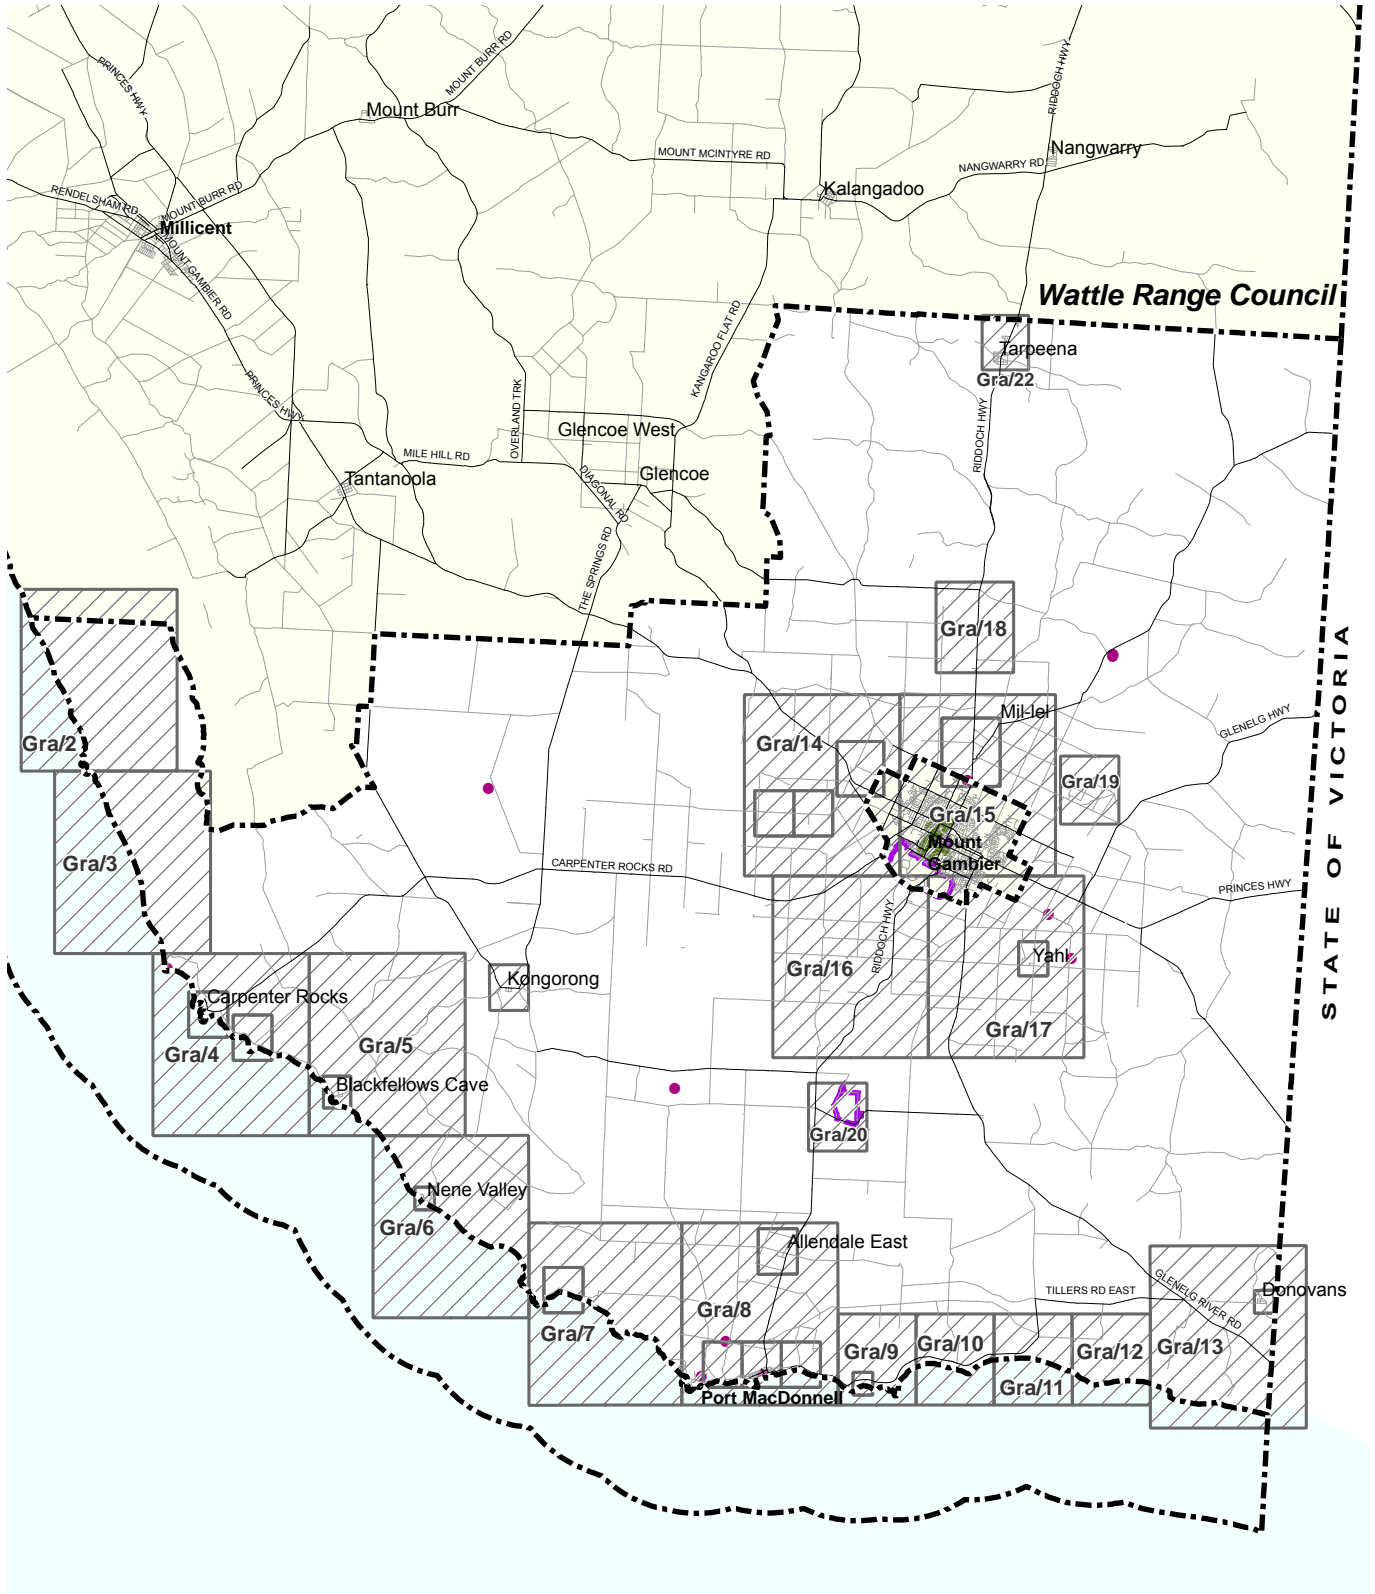 PRINCES HWY
MOUNT BURR RD
RIDDOCH HWY
Mount Burr
MOUNT MCINTYRE RD
Nangwarry
NANGWARRY RD
Kalangadoo
RENDELSHAM RD
MOUNT BURR RD
Millicent
MOUNT GAMBIER RD
Wattle Range Council
KANGAROO FLAT RD
Tarpeena
Gra/22
PRINCES HWY
OVERLAND TRK
RIDDOCH HWY
Glencoe West
MILE HILL RD
Glencoe
Tantanoola
DIAGONAL RD
THE SPRINGS RD
Gra/18
STATE OF VICTORIA
Mil-lel
GLENELG HWY
Gra/2
Gra/14
Gra/19
Gra/15
Mount
Gambier
Gra/3
CARPENTER ROCKS RD
PRINCES HWY
RIDDOCH HWY
Yahl
Gra/16
Kongorong
Carpenter Rocks
Gra/17
Gra/4
Gra/5
Blackfellows Cave
Gra/20
Nene Valley
Gra/6
Allendale East
TILLERS RD EAST
GLENELG RIVER RD
Donovans
Gra/8
Gra/7
Gra/9
Gra/10
Gra/12
Gra/13
Gra/11
Port MacDonnell